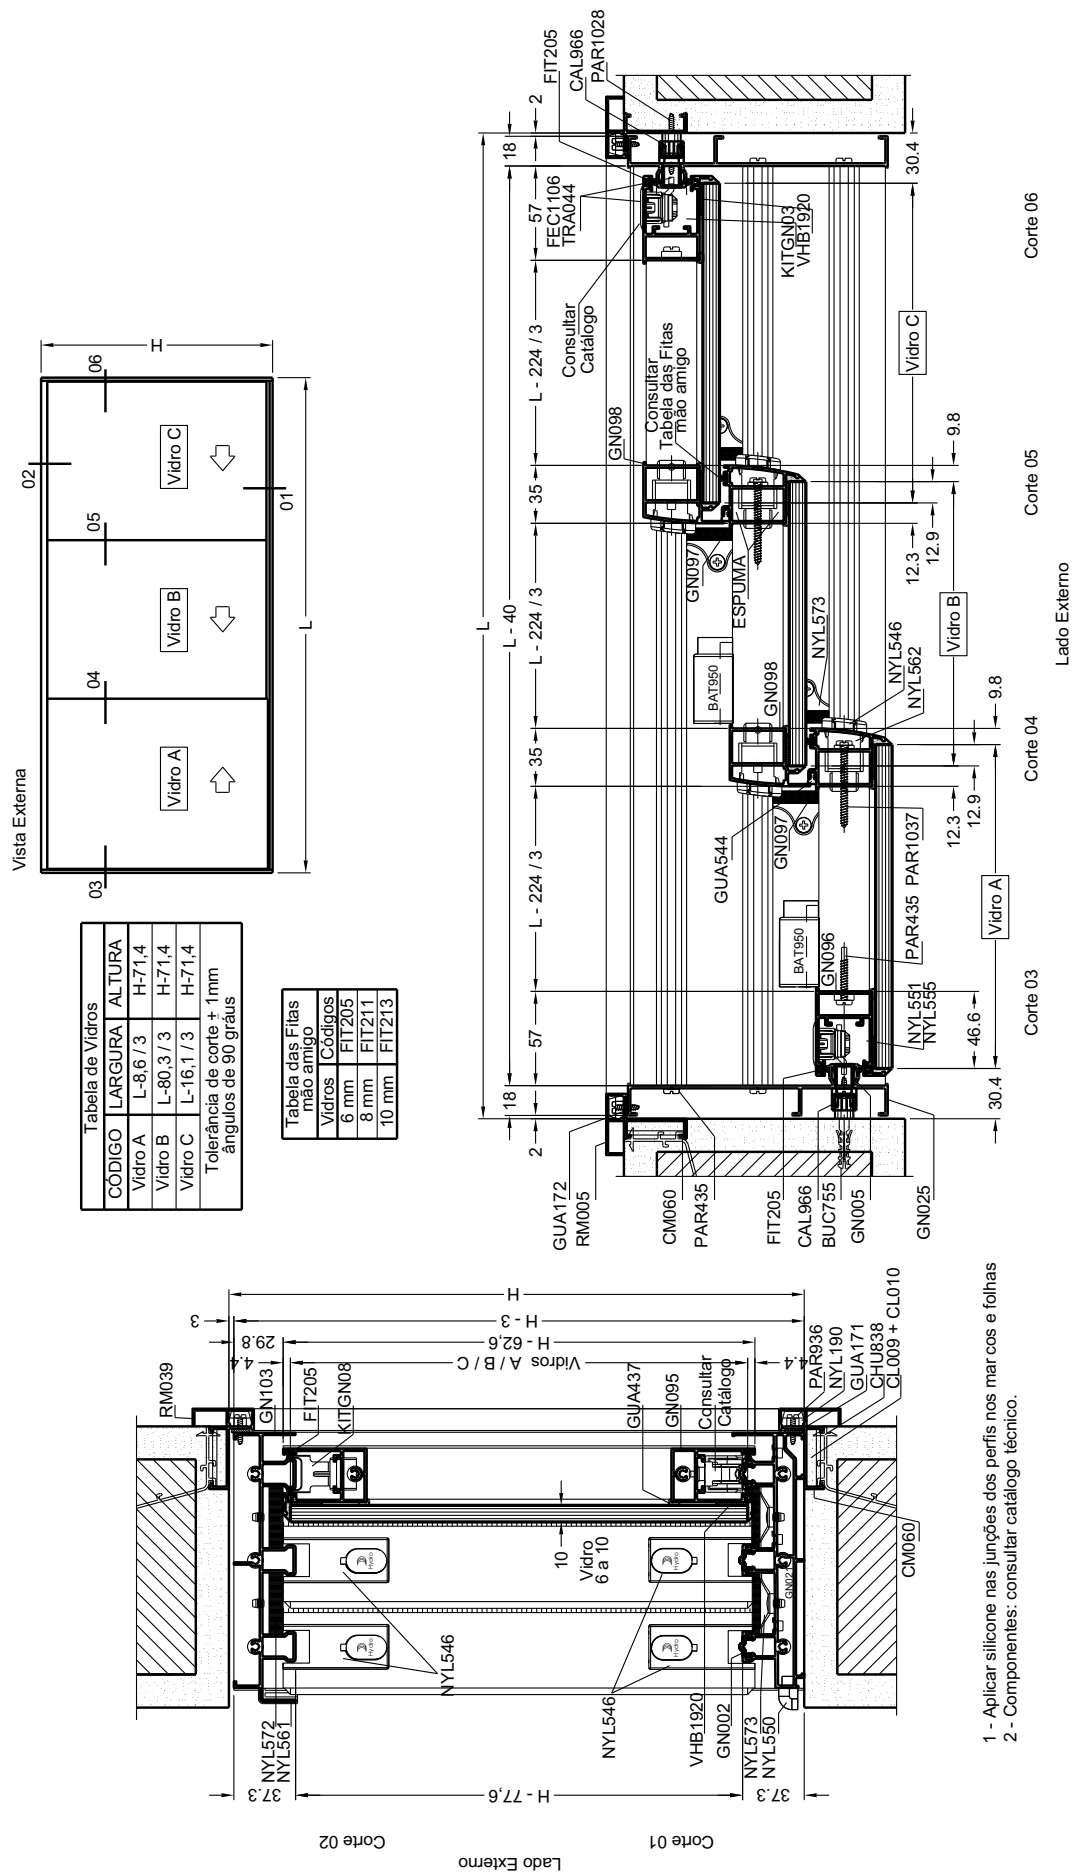 Vista Externa
02
06
05
04
03
01
H
L
Vidro A
Vidro B
Vidro C
Tabela de Vidros
CÓDIGO LARGURA ALTURA
Vidro A L-8,6 / 3 H-71,4
Vidro B L-80,3 / 3 H-71,4
Vidro C L-16,1 / 3 H-71,4
Tolerância de corte ± 1mm
ângulos de 90 graus
Tabela das Fitas
mão amigo
Vidros Códigos
6 mm FIT205
8 mm FIT211
10 mm FIT213
L
L - 40
2
18
57
L - 224 / 3
35
L - 224 / 3
35
L - 224 / 3
57
18
2
FIT205
CAL966
PAR1028
FEC1106
TRA044
Consultar
Catálogo
GN098
Consultar
Tabela das Fitas
mão amigo
KITGN03
VHB1920
GN097
ESPUMA
BAT950
GN098
NYL573
NYL546
NYL562
GUA544
GN097
BAT950
GN096
PAR435
PAR1037
NYL551
NYL555
GUA172
RM005
CM060
PAR435
FIT205
CAL966
BUC755
GN005
GN025
30.4
46.6
Vidro A
12.3
12.9
9.8
Vidro B
12.3
12.9
9.8
Vidro C
30.4
Corte 03
Corte 04
Corte 05
Corte 06
Lado Externo
RM039
3
29.8
4.4
H
H - 3
H - 62,6
Vidros A / B / C
4.4
GN103
FIT205
KITGN08
GUA437
GN095
Consultar
Catálogo
PAR936
NYL190
GUA171
CHU838
CL009 + CL010
CM060
10
Vidro
6 a 10
Hydro
Hydro
Hydro
Hydro
GN021
NYL546
NYL546
NYL572
NYL561
VHB1920
GN002
NYL573
NYL550
37.3
H - 77,6
37.3
Corte 02
Corte 01
Lado Externo
1 - Aplicar silicone nas junções dos perfis nos mar cos e folhas
2 - Componentes: consultar catálogo técnico.